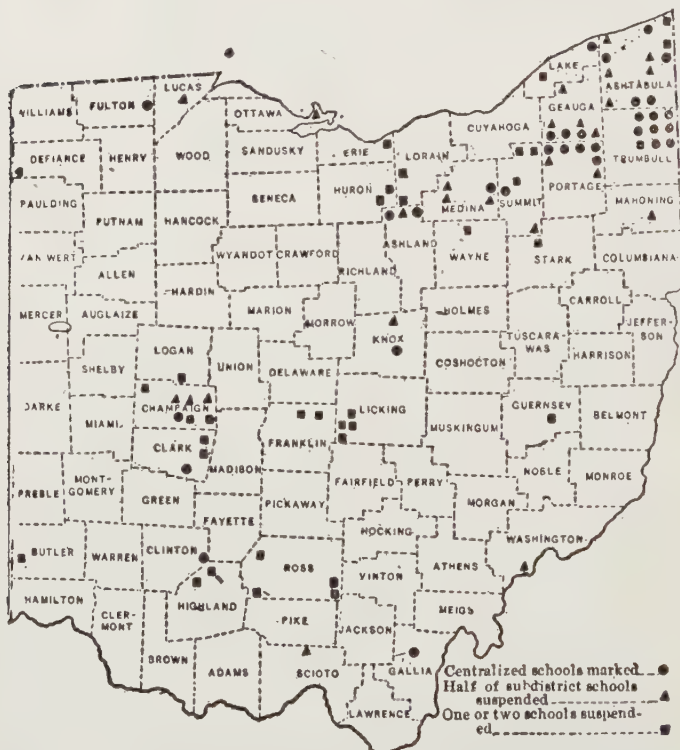 LAKE
LUCAS
ASHTABULA
WILLIAMS FULTON
OTTAWA
GEAUGA
CUYAHOGA
DEFIANCE HENRY WOOD SANDUSKY ERIE LORAIN
TRUMBULL
HURON
MEDINA SUMMIT PORTAGE
PAULDING PUTNAM HANCOCK SENECA
MAHONING
ASHLAND
VAN WERT ALLEN WYANDOT CRAWFORD RICHLAND WAYNE STARK COLUMBIANA
HARDIN
CARROLL
MERCER AUGLAIZE MARION MORROW HOLMES
JEFFER-
SON
KNOX
TUSCARA
WAS
LOGAN
SHELBY UNION DELAWARE COSHOCTON HARRISON
DARKE CHAMPAIGN LICKING GUERNSEY BELMONT
MIAMI FRANKLIN MUSKINGUM
CLARK
MADISON
NOBLE
PREBLE MONT-
GOMERY
GREEN PICKAWAY FAIRFIELD PERRY MORGAN MONROE
FAYETTE
HOCKING
WASHINGTON
BUTLER WARREN CLINTON ROSS VINTON ATHENS
HAMILTON CLER-
MONT
HIGHLAND PIKE JACKSON MEIGS
BROWN ADAMS SCIOTO GALLIA
LAWRENCE
Centralized schools marked
Half of subdistrict schools
suspended
One or two schools suspend-
ed